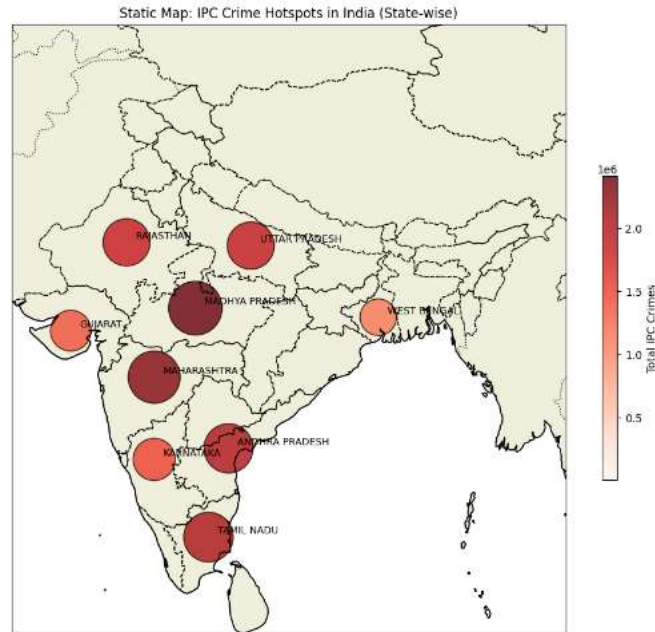 Static Map: IPC Crime Hotspots in India (State-wise)
RAJASTHAN
UTTAR PRADESH
MADHYA PRADESH
GUJARAT
WEST BENGAL
MAHARASHTRA
ANDHRA PRADESH
KARNATAKA
TAMIL NADU
1e6
2.0
1.5
1.0
0.5
Total IPC Crimes